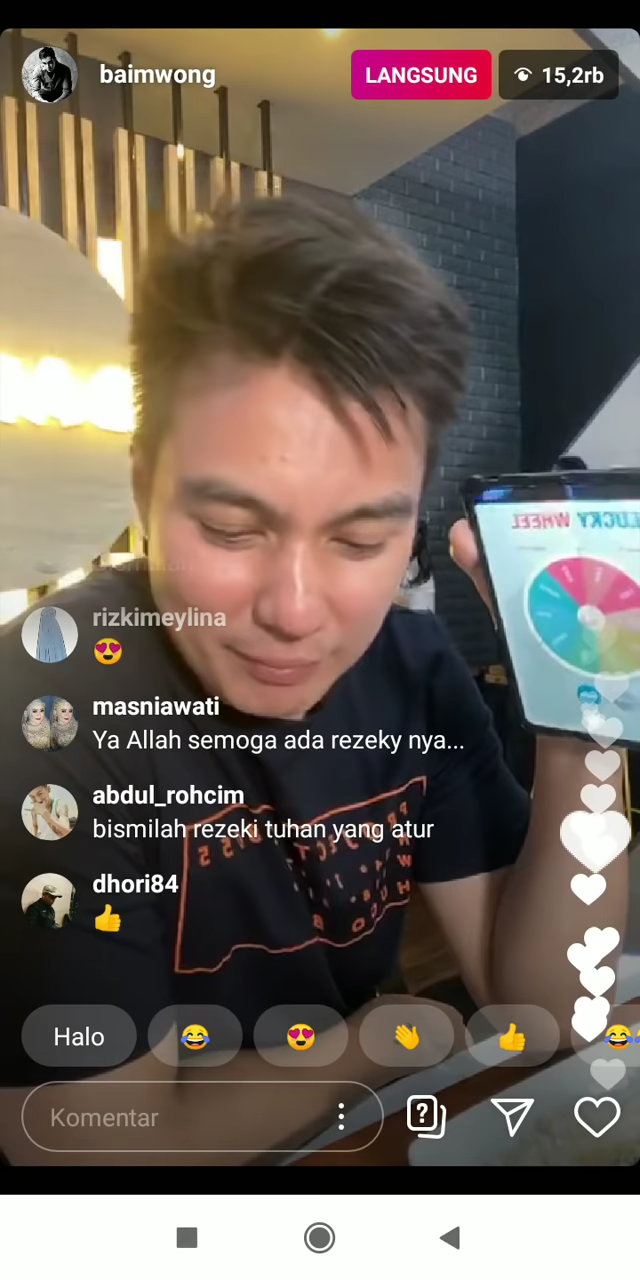 baimwong
LANGSUNG
15,2rb
LUCKY WHEEL
rizkimeylina
😍
masniawati
Ya Allah semoga ada rezeky nya...
abdul_rohcim
bismilah rezeki tuhan yang atur
dhori84
👍
Halo 😂 😍 👋 👍 😂
Komentar